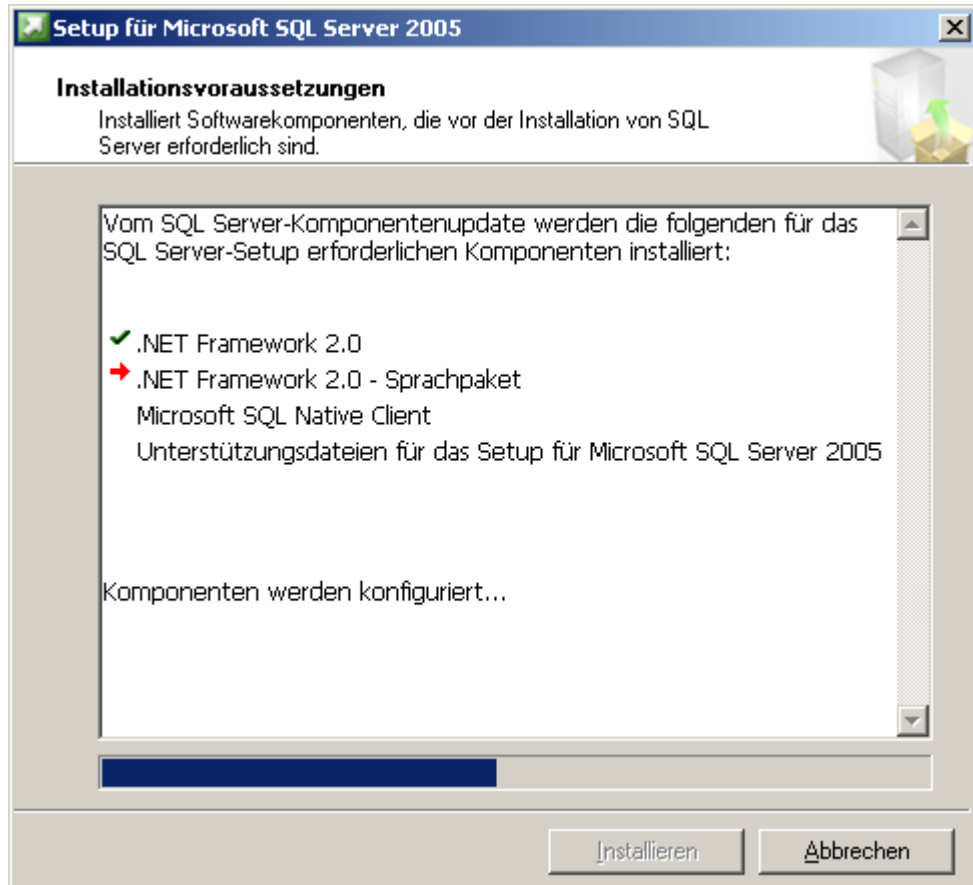 Setup für Microsoft SQL Server 2005
Installationsvoraussetzungen
Installiert Softwarekomponenten, die vor der Installation von SQL
Server erforderlich sind.
Vom SQL Server-Komponentenupdate werden die folgenden für das
SQL Server-Setup erforderlichen Komponenten installiert:
.NET Framework 2.0
.NET Framework 2.0 - Sprachpaket
Microsoft SQL Native Client
Unterstützungsdateien für das Setup für Microsoft SQL Server 2005
Komponenten werden konfiguriert...
Installieren
Abbrechen